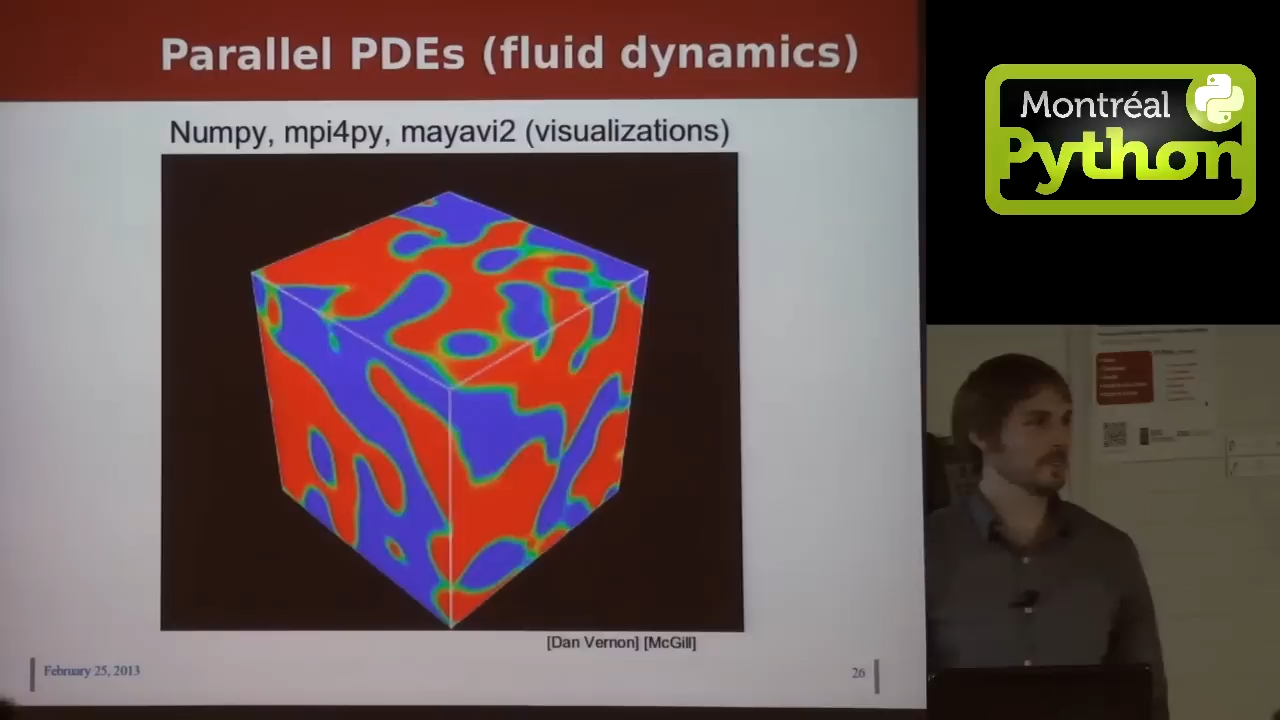 Parallel PDEs (fluid dynamics)
Numpy, mpi4py, mayavi2 (visualizations)
[Dan Vernon] [McGill]
February 25, 2013
26
Montréal
Python